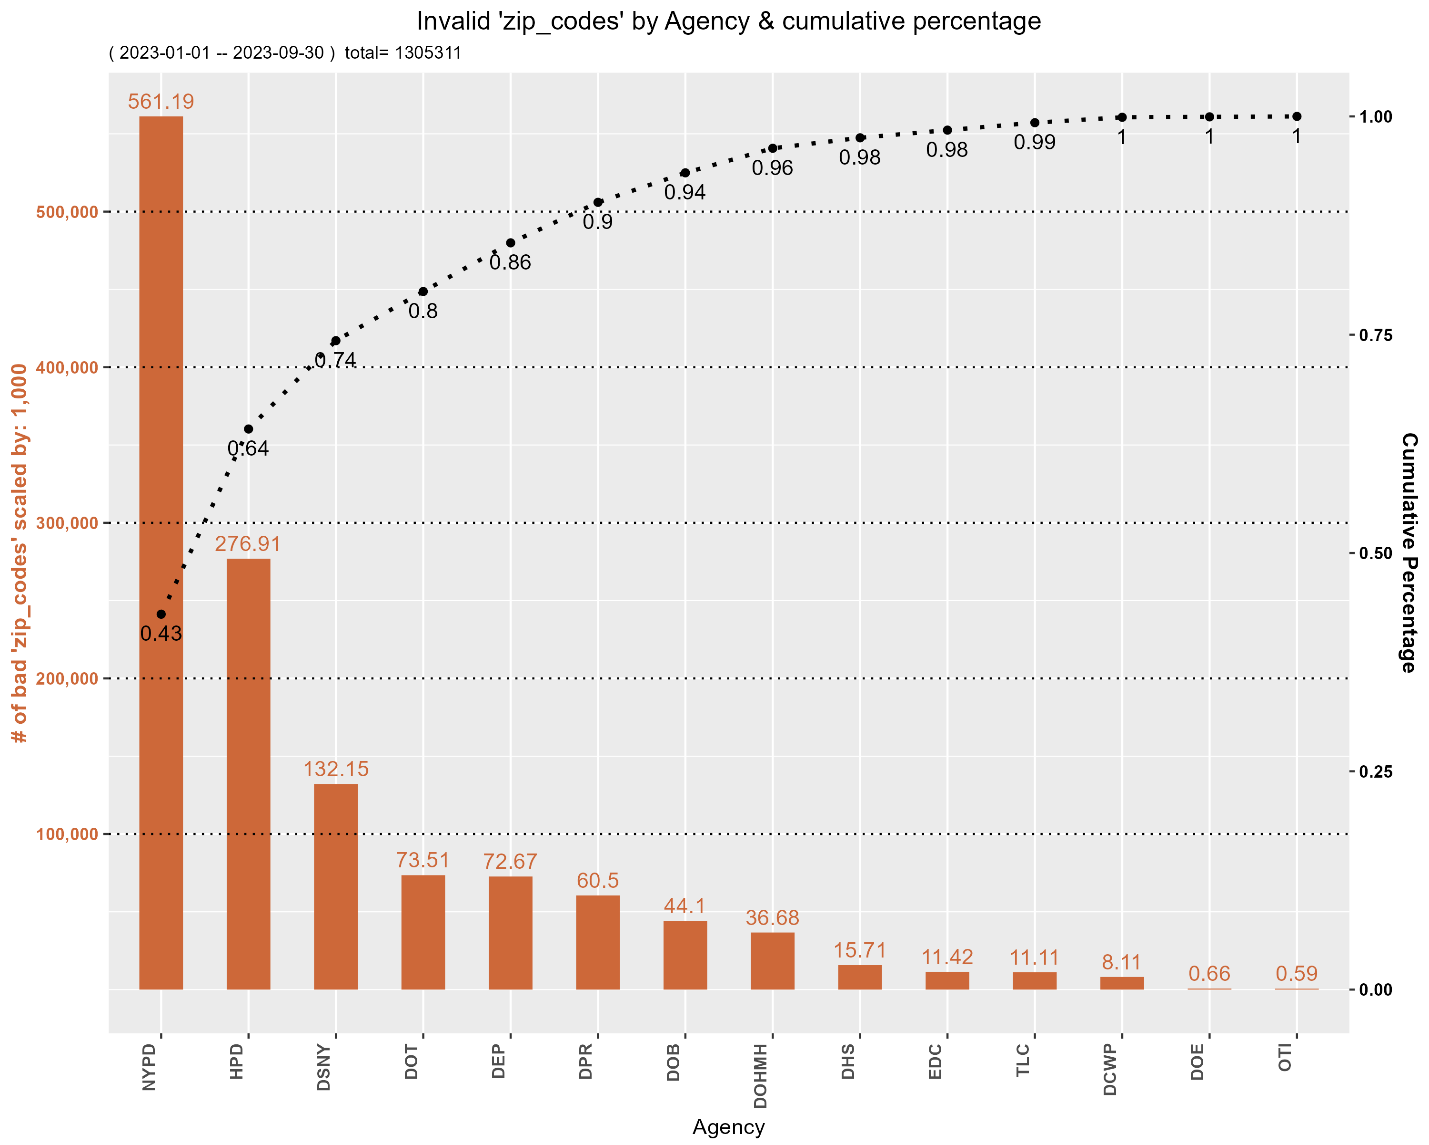 Invalid 'zip_codes' by Agency & cumulative percentage
( 2023-01-01 -- 2023-09-30 )  total= 1305311
# of bad 'zip_codes' scaled by: 1,000
500,000
400,000
300,000
200,000
100,000
561.19
276.91
132.15
73.51
72.67
60.5
44.1
36.68
15.71
11.42
11.11
8.11
0.66
0.59
0.43
0.64
0.74
0.8
0.86
0.9
0.94
0.96
0.98
0.98
0.99
1
1
1
1.00
0.75
0.50
0.25
0.00
Cumulative Percentage
NYPD
HPD
DSNY
DOT
DEP
DPR
DOB
DOHMH
DHS
EDC
TLC
DCWP
DOE
OTI
Agency